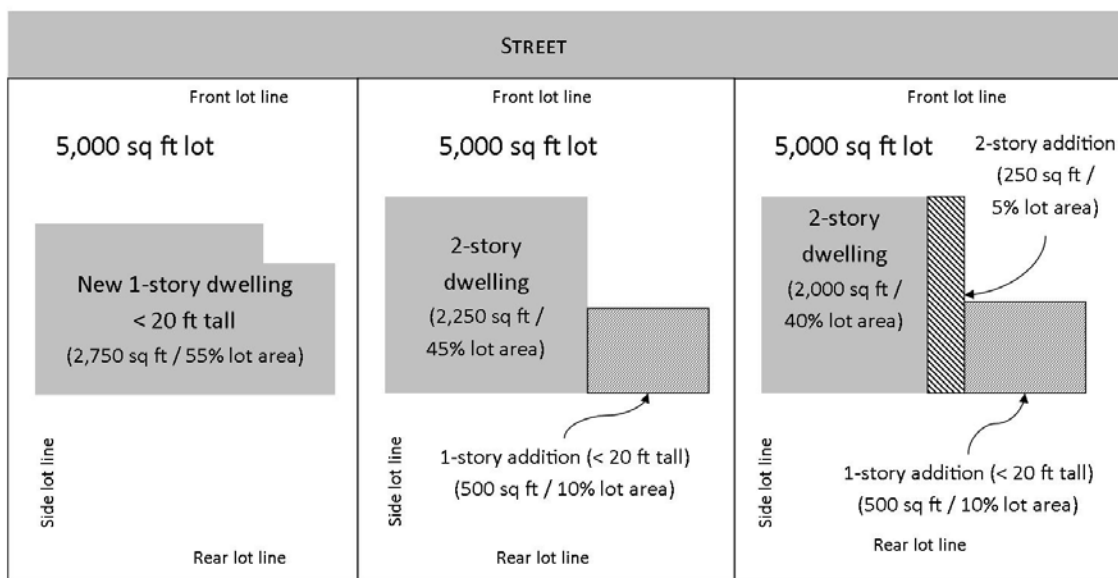 STREET
Front lot line
5,000 sq ft lot
New 1-story dwelling
< 20 ft tall
(2,750 sq ft / 55% lot area)
Side lot line
Front lot line
5,000 sq ft lot
2-story
dwelling
(2,250 sq ft /
45% lot area)
1-story addition (< 20 ft tall)
(500 sq ft / 10% lot area)
Side lot line
Rear lot line
Front lot line
5,000 sq ft lot
2-story addition
(250 sq ft /
5% lot area)
2-story
dwelling
(2,000 sq ft /
40% lot area)
1-story addition (< 20 ft tall)
(500 sq ft / 10% lot area)
Side lot line
Rear lot line
Rear lot line